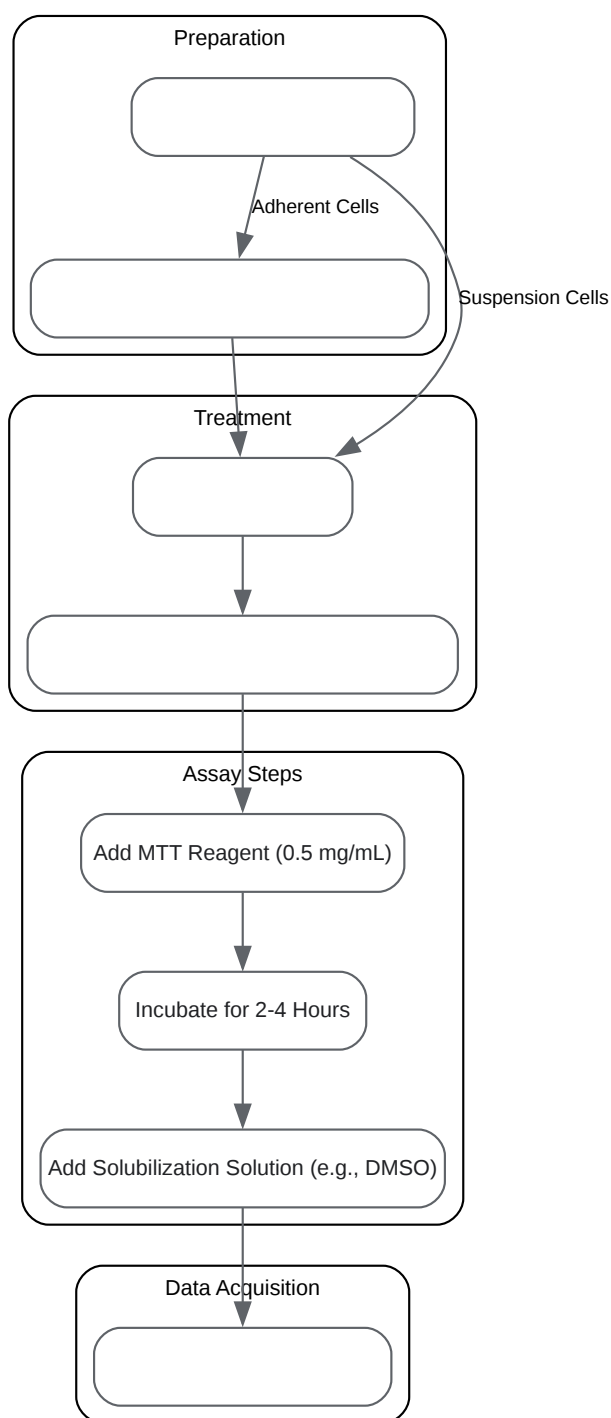 Preparation
Adherent Cells
Suspension Cells
Treatment
Assay Steps
Add MTT Reagent (0.5 mg/mL)
Incubate for 2-4 Hours
Add Solubilization Solution (e.g., DMSO)
Data Acquisition